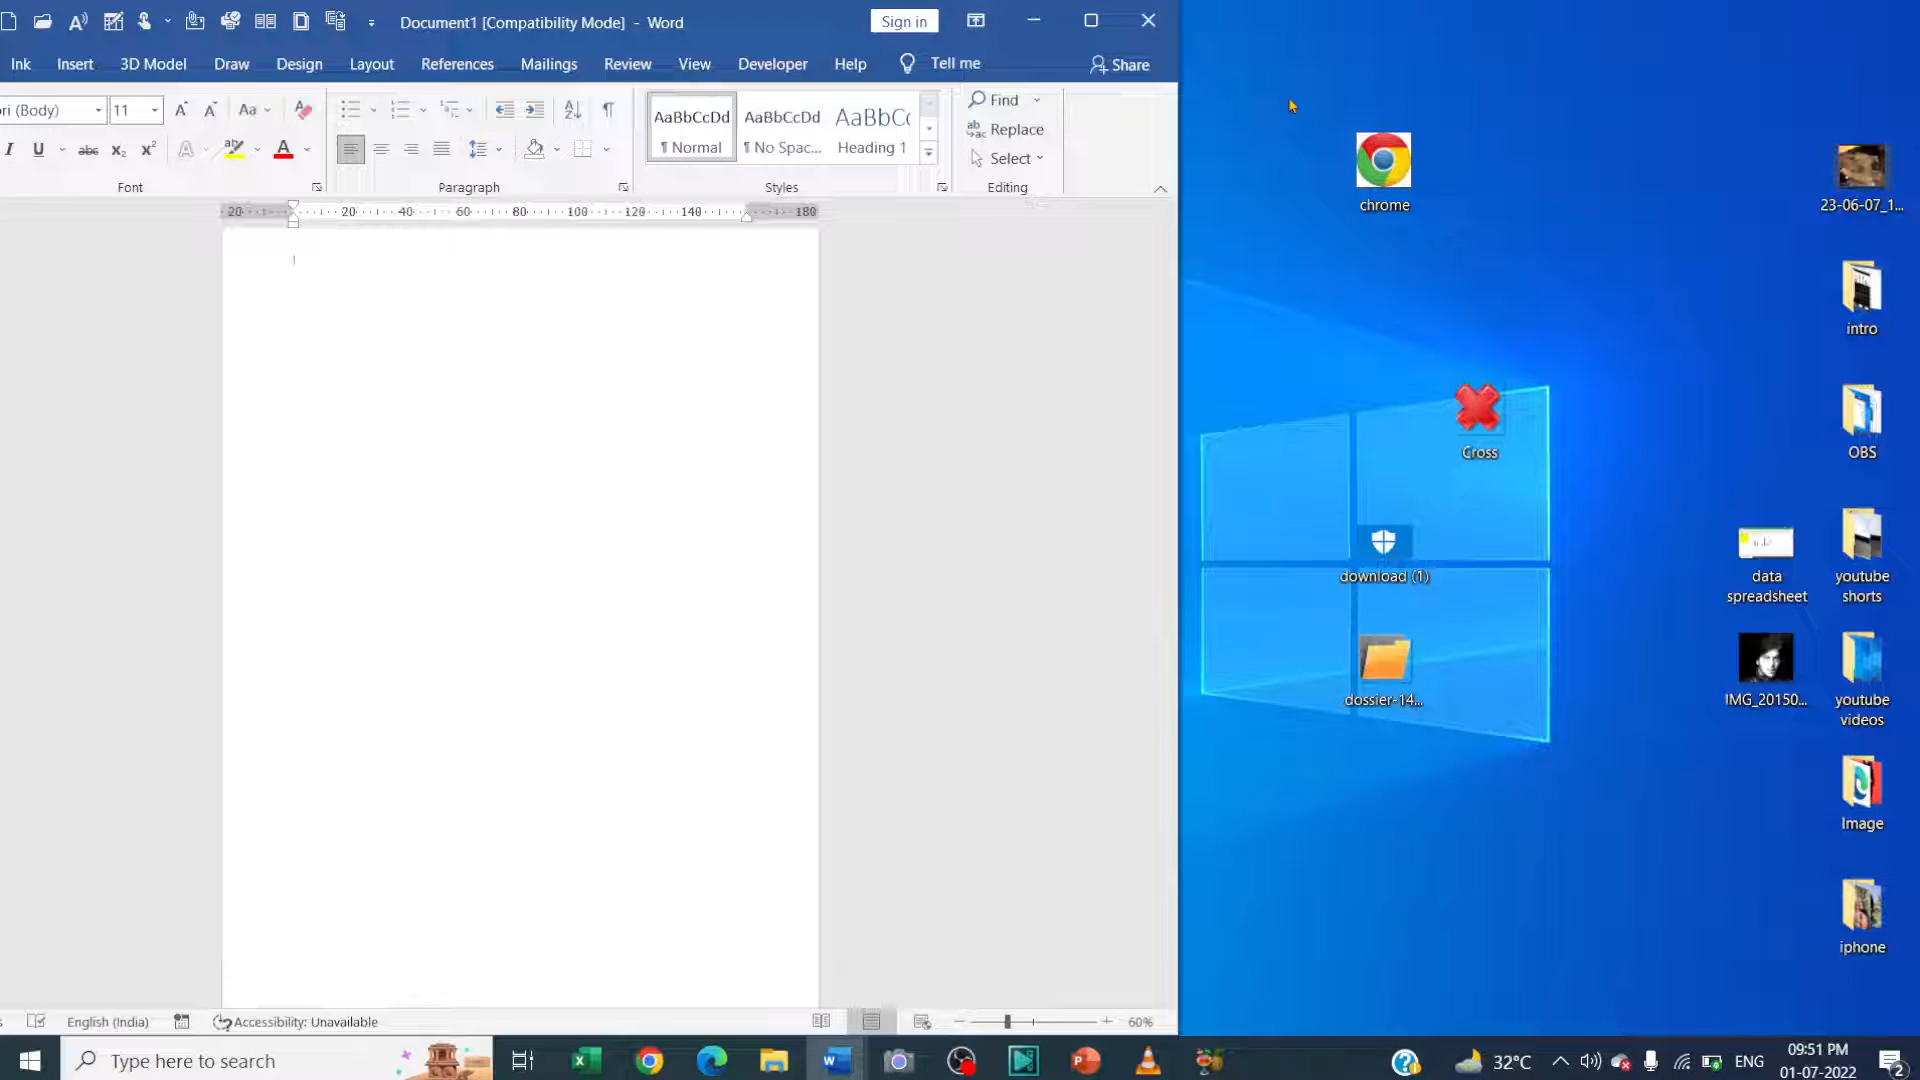 Document1 [Compatibility Mode] - Word
Sign in
Ink Insert 3D Model Draw Design Layout References Mailings Review View Developer Help Tell me Share
ri (Body) 11 Aa
AaBbCcDd AaBbCcDd AaBbC
¶ Normal ¶ No Spac... Heading 1
Find
Replace
Select
Font Paragraph Styles Editing
20 20 40 60 80 100 120 140 180
chrome
23-06-07_1...
intro
Cross
OBS
download (1)
data
spreadsheet
youtube
shorts
dossier-14...
IMG_20150...
youtube
videos
Image
iphone
English (India) Accessibility: Unavailable 60%
Type here to search
32°C ENG
09:51 PM
01-07-2022
2